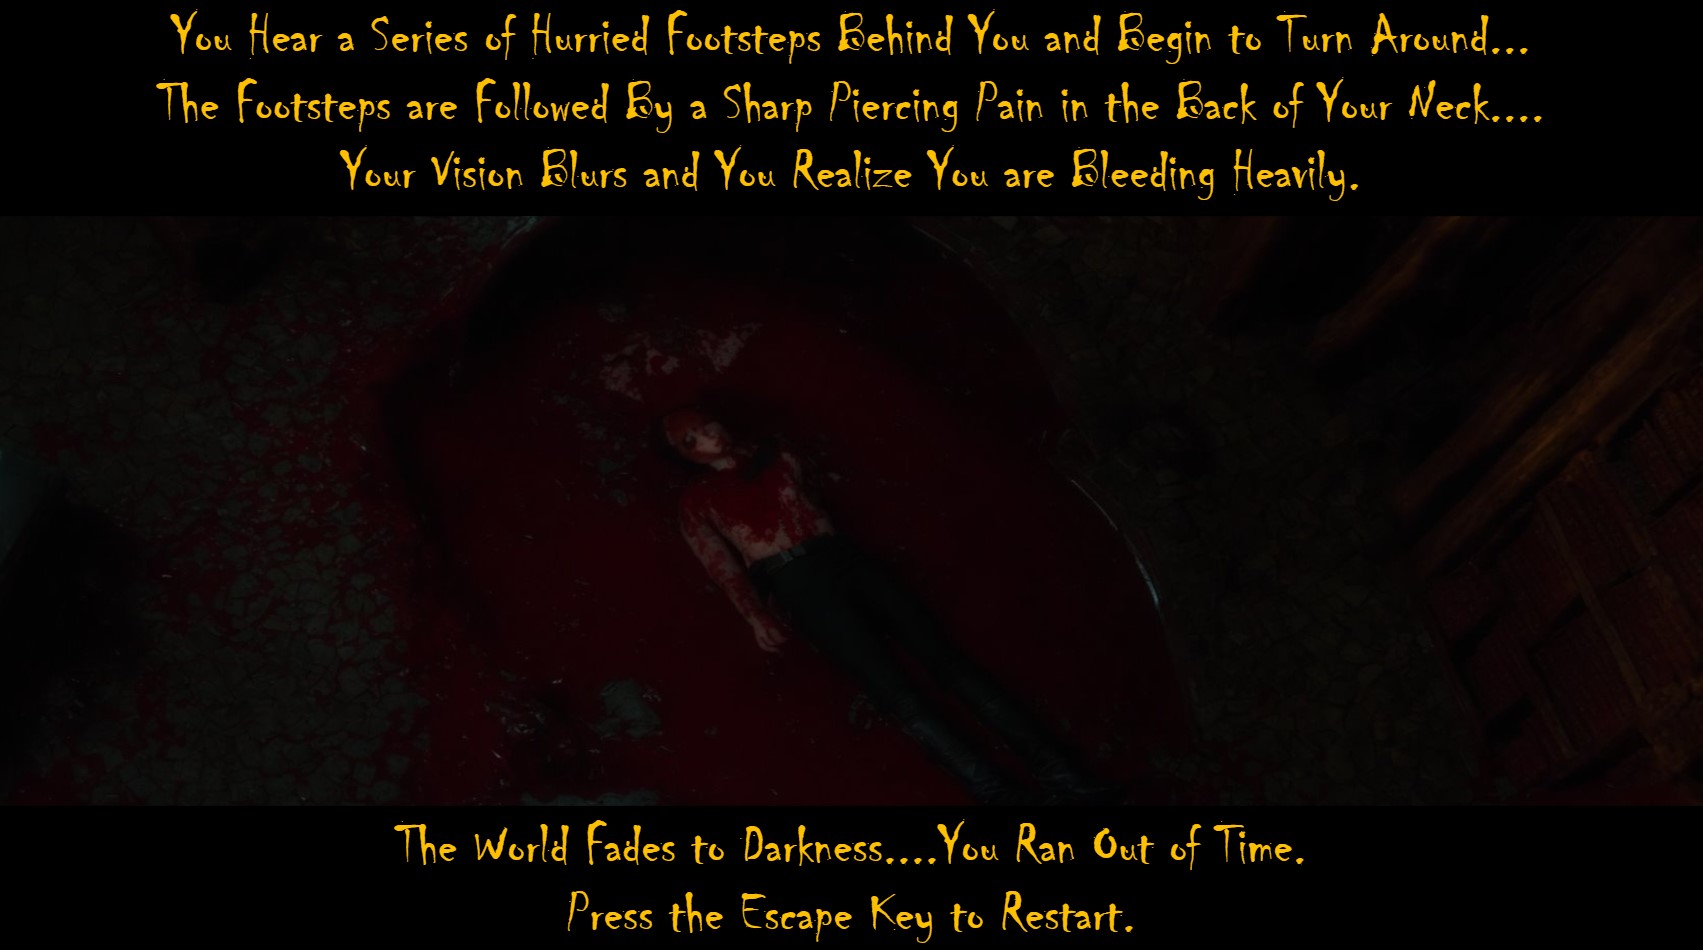 You Hear a Series of Hurried Footsteps Behind You and Begin to Turn Around...
The Footsteps are Followed By a Sharp Piercing Pain in the Back of Your Neck....
Your Vision Blurs and You Realize You are Bleeding Heavily.
The World Fades to Darkness....You Ran Out of Time.
Press the Escape Key to Restart.